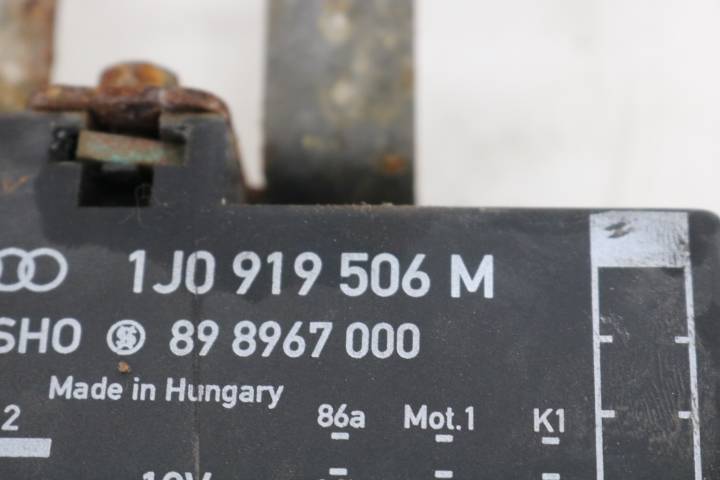 1J0 919 506 M
SHO 89 8967 000
Made in Hungary
2 86a Mot.1 K1